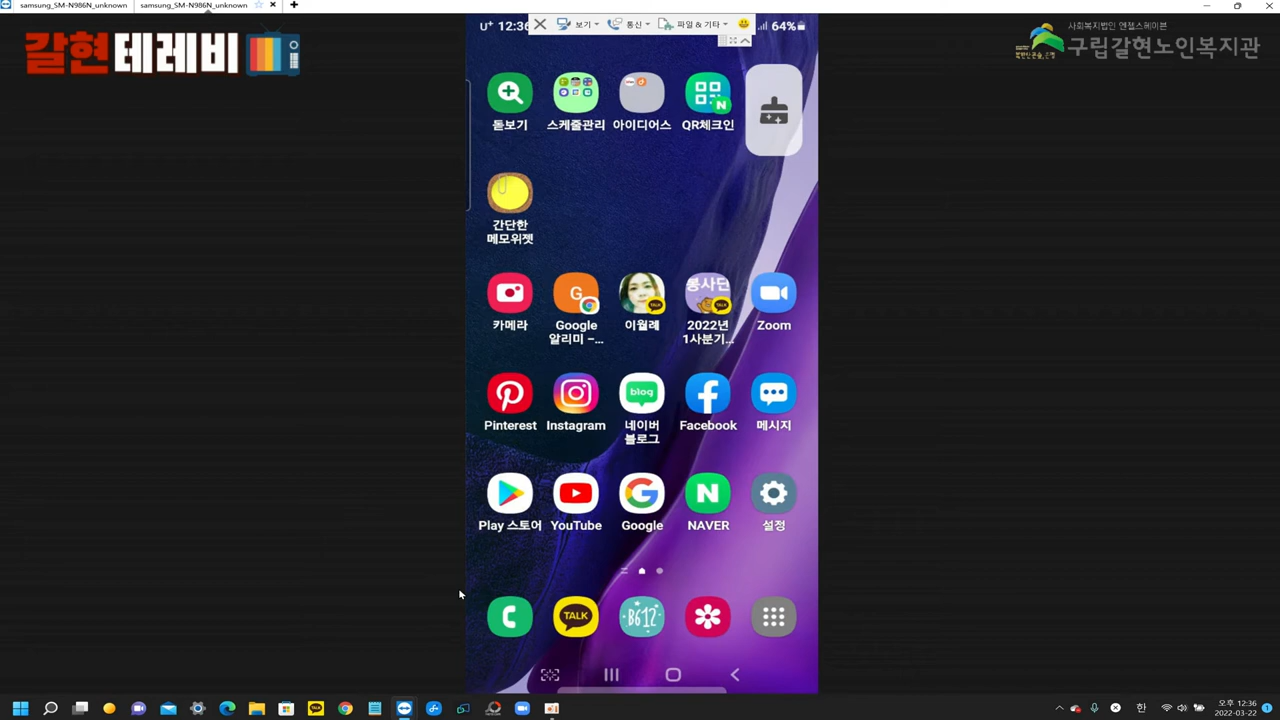 samsung_SM-N986N_unknown
samsung_SM-N986N_unknown
갈현테레비
U+ 12:36
보기
통신
파일 & 기타
64%
사회복지법인 엔젤스헤이븐
구립갈현노인복지관
돋보기
스케줄관리
아이디어스
QR체크인
N
간단한
메모위젯
G
봉사단
TALK
TALK
카메라
Google
알리미 –...
이월례
2022년
1사분기...
Zoom
blog
Pinterest
Instagram
네이버
블로그
Facebook
메시지
N
Play 스토어
YouTube
Google
NAVER
설정
TALK
B612
한
오후 12:36
2022-03-22